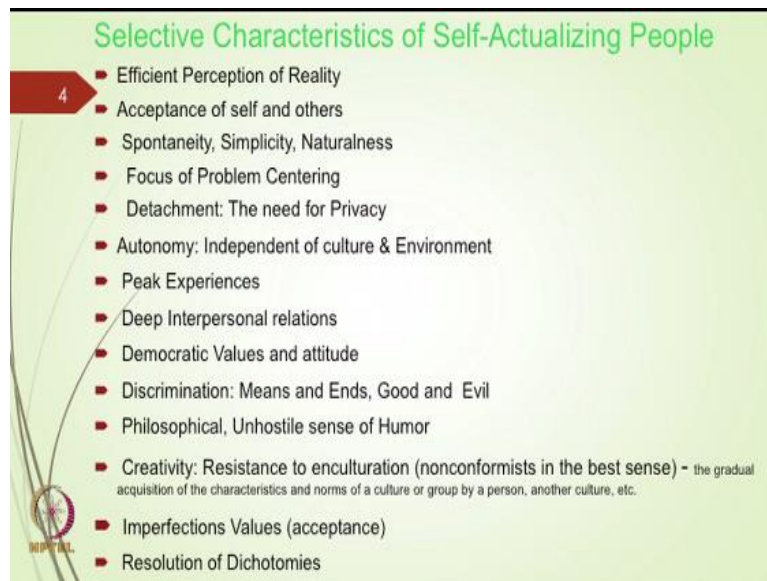 Selective Characteristics of Self-Actualizing People
4
Efficient Perception of Reality
Acceptance of self and others
Spontaneity, Simplicity, Naturalness
Focus of Problem Centering
Detachment: The need for Privacy
Autonomy: Independent of culture & Environment
Peak Experiences
Deep Interpersonal relations
Democratic Values and attitude
Discrimination: Means and Ends, Good and Evil
Philosophical, Unhostile sense of Humor
Creativity: Resistance to enculturation (nonconformists in the best sense) - the gradual
acquisition of the characteristics and norms of a culture or group by a person, another culture, etc.
Imperfections Values (acceptance)
NPTEL
Resolution of Dichotomies